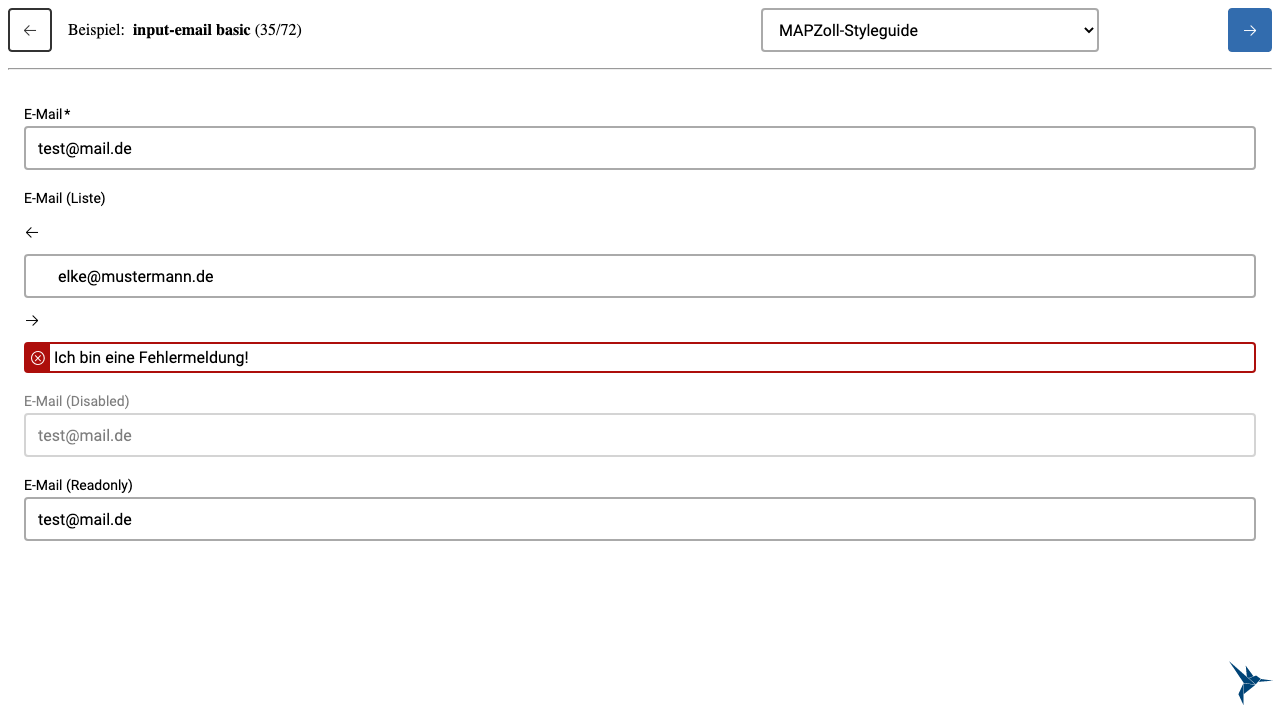 Beispiel: input-email basic (35/72)
MAPZoll-Styleguide
E-Mail*
test@mail.de
E-Mail (Liste)
elke@mustermann.de
Ich bin eine Fehlermeldung!
E-Mail (Disabled)
test@mail.de
E-Mail (Readonly)
test@mail.de